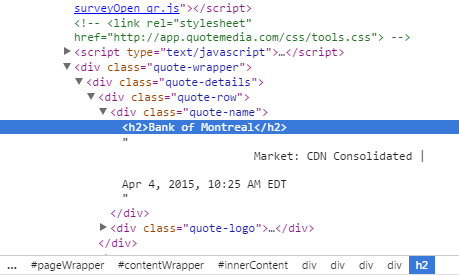 surveyOpen_qr.js"></script>
<!-- <link rel="stylesheet"
href="http://app.quotemedia.com/css/tools.css"> -->
▶<script type="text/javascript">…</script>
▼<div class="quote-wrapper">
▼<div class="quote-details">
▼<div class="quote-row">
▼<div class="quote-name">
<h2>Bank of Montreal</h2>
"
Market: CDN Consolidated |
Apr 4, 2015, 10:25 AM EDT
"
</div>
▶<div class="quote-logo">…</div>
</div>
... #pageWrapper #contentWrapper #innerContent div div div div h2